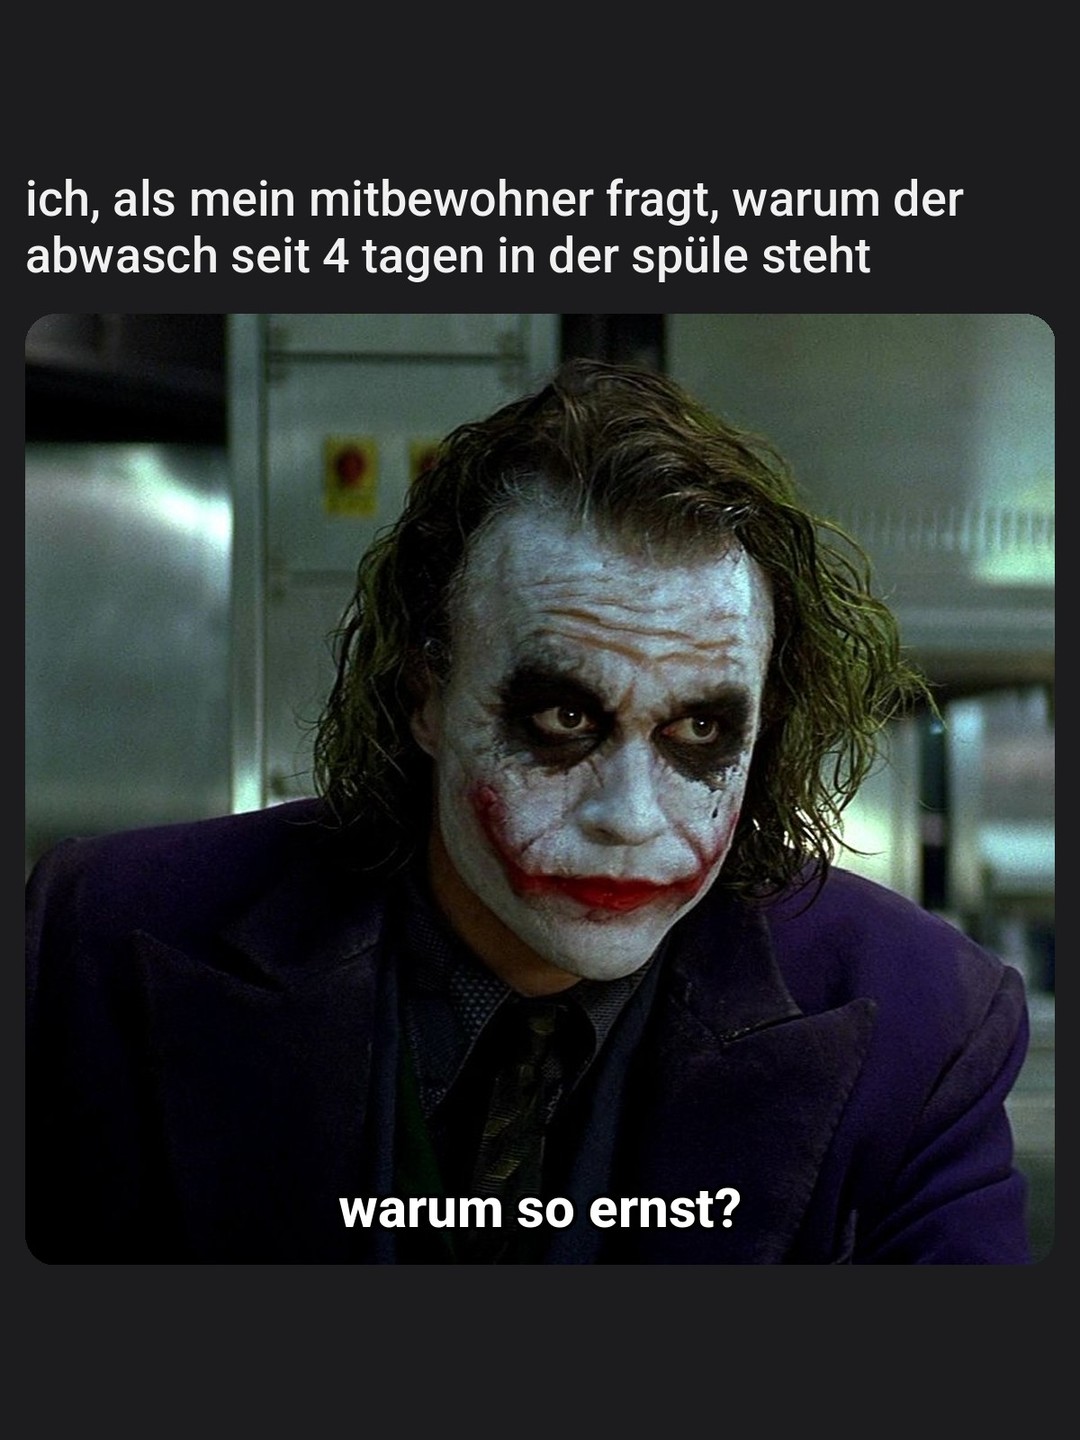 ich, als mein mitbewohner fragt, warum der
abwasch seit 4 tagen in der spüle steht
warum so ernst?